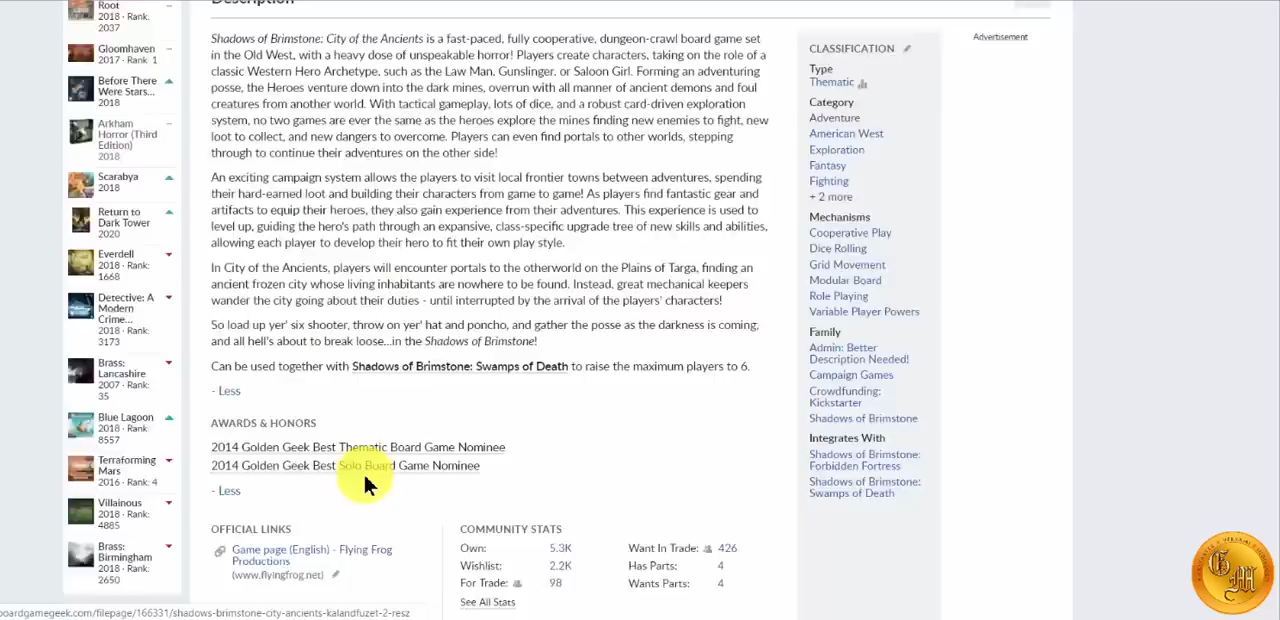 Root
2018 · Rank:
2037
Gloomhaven
2017 · Rank: 1
Before There
Were Stars...
2018
Arkham
Horror (Third
Edition)
2018
Scarabya
2018
Return to
Dark Tower
2020
Everdell
2018 · Rank:
1668
Detective: A
Modern
Crime...
2018 · Rank:
3173
Brass:
Lancashire
2007 · Rank:
35
Blue Lagoon
2018 · Rank:
8557
Terraforming
Mars
2016 · Rank: 4
Villainous
2018 · Rank:
4885
Brass:
Birmingham
2018 · Rank:
2650
Description
Shadows of Brimstone: City of the Ancients is a fast-paced, fully cooperative, dungeon-crawl board game set
in the Old West, with a heavy dose of unspeakable horror! Players create characters, taking on the role of a
classic Western Hero Archetype, such as the Law Man, Gunslinger, or Saloon Girl. Forming an adventuring
posse, the Heroes venture down into the dark mines, overrun with all manner of ancient demons and foul
creatures from another world. With tactical gameplay, lots of dice, and a robust card-driven exploration
system, no two games are ever the same as the heroes explore the mines finding new enemies to fight, new
loot to collect, and new dangers to overcome. Players can even find portals to other worlds, stepping
through to continue their adventures on the other side!
An exciting campaign system allows the players to visit local frontier towns between adventures, spending
their hard-earned loot and building their characters from game to game! As players find fantastic gear and
artifacts to equip their heroes, they also gain experience from their adventures. This experience is used to
level up, guiding the hero's path through an expansive, class-specific upgrade tree of new skills and abilities,
allowing each player to develop their hero to fit their own play style.
In City of the Ancients, players will encounter portals to the otherworld on the Plains of Targa, finding an
ancient frozen city whose living inhabitants are nowhere to be found. Instead, great mechanical keepers
wander the city going about their duties - until interrupted by the arrival of the players' characters!
So load up yer' six shooter, throw on yer' hat and poncho, and gather the posse as the darkness is coming,
and all hell's about to break loose...in the Shadows of Brimstone!
Can be used together with Shadows of Brimstone: Swamps of Death to raise the maximum players to 6.
- Less
AWARDS & HONORS
2014 Golden Geek Best Thematic Board Game Nominee
2014 Golden Geek Best Solo Board Game Nominee
- Less
OFFICIAL LINKS
Game page (English) - Flying Frog
Productions
(www.flyingfrog.net)
COMMUNITY STATS
Own: 5.3K
Wishlist: 2.2K
For Trade: 98
See All Stats
Want In Trade: 426
Has Parts: 4
Wants Parts: 4
CLASSIFICATION
Type
Thematic
Category
Adventure
American West
Exploration
Fantasy
Fighting
+ 2 more
Mechanisms
Cooperative Play
Dice Rolling
Grid Movement
Modular Board
Role Playing
Variable Player Powers
Family
Admin: Better
Description Needed!
Campaign Games
Crowdfunding:
Kickstarter
Shadows of Brimstone
Integrates With
Shadows of Brimstone:
Forbidden Fortress
Shadows of Brimstone:
Swamps of Death
Advertisement
boardgamegeek.com/filepage/166331/shadows-brimstone-city-ancients-kalandfuzet-2-resz
G M